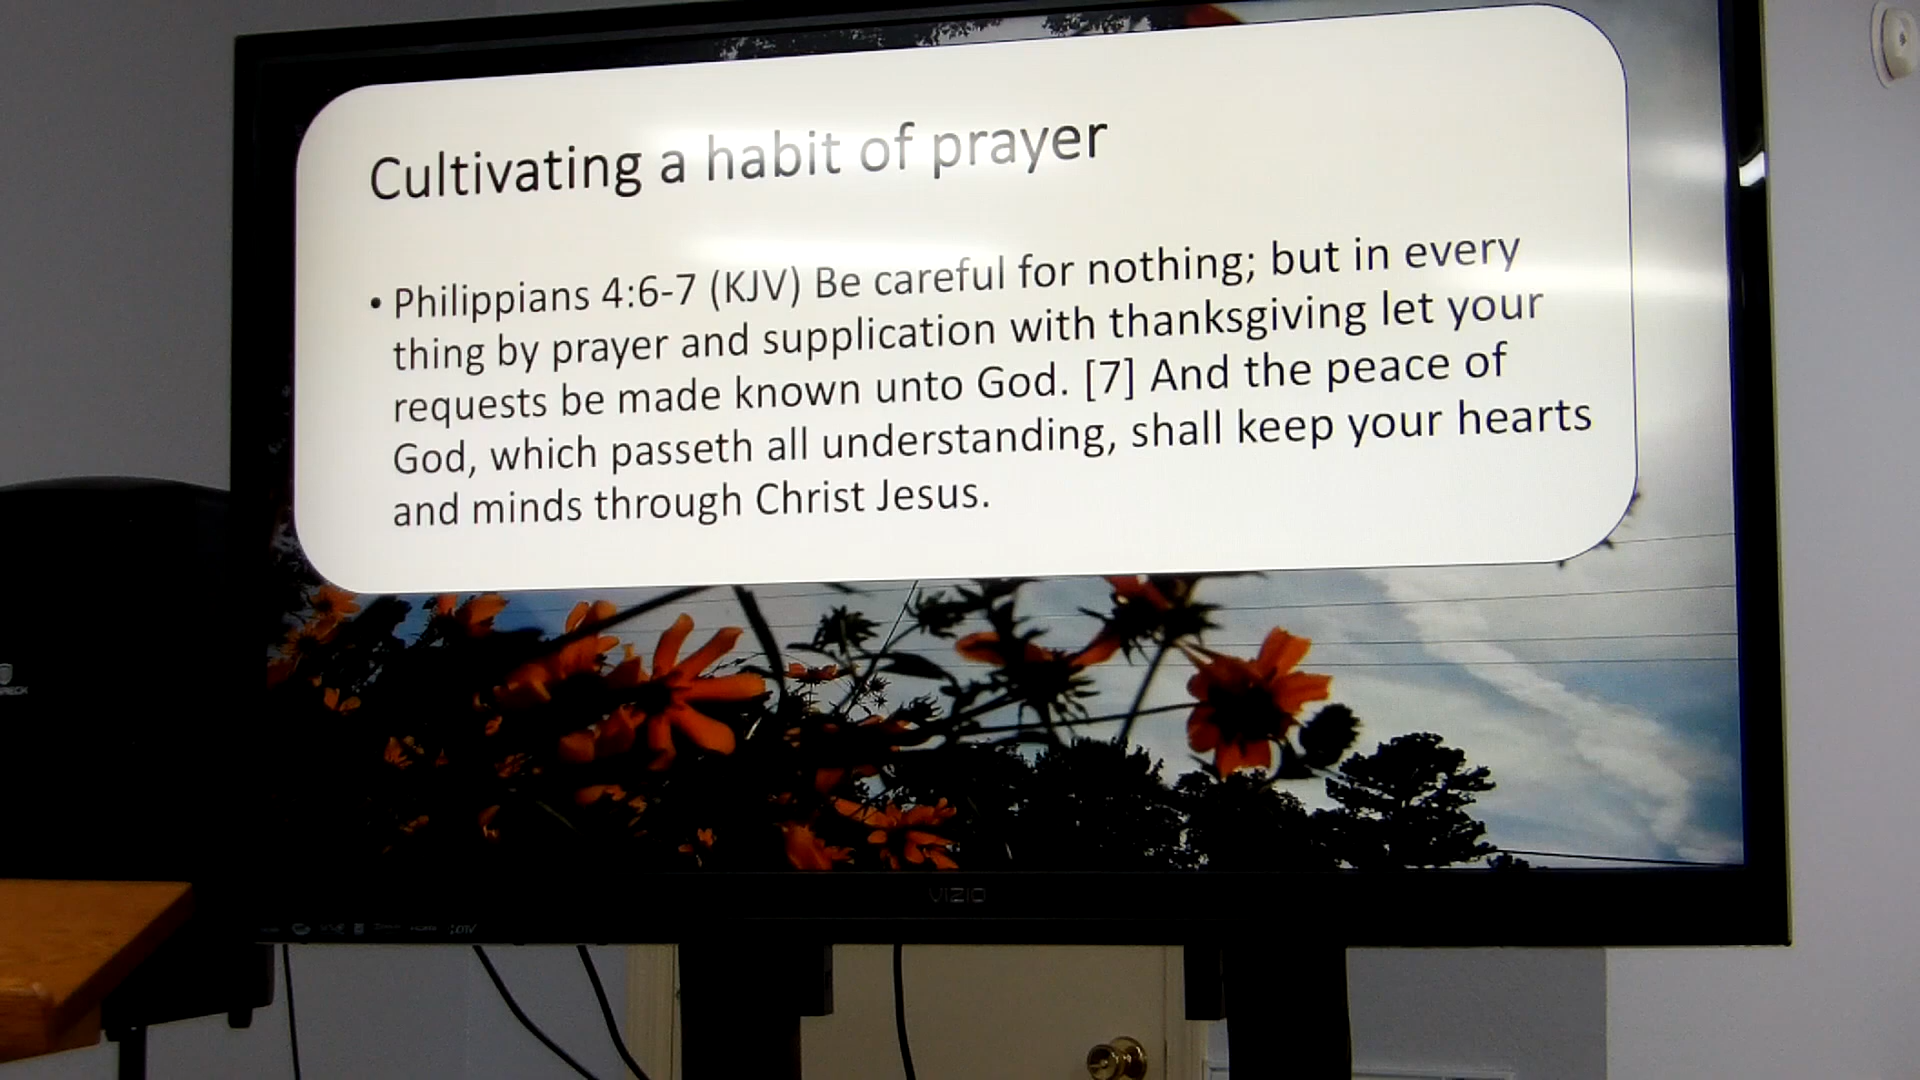 Cultivating a habit of prayer
• Philippians 4:6-7 (KJV) Be careful for nothing; but in every
thing by prayer and supplication with thanksgiving let your
requests be made known unto God. [7] And the peace of
God, which passeth all understanding, shall keep your hearts
and minds through Christ Jesus.
VIZIO